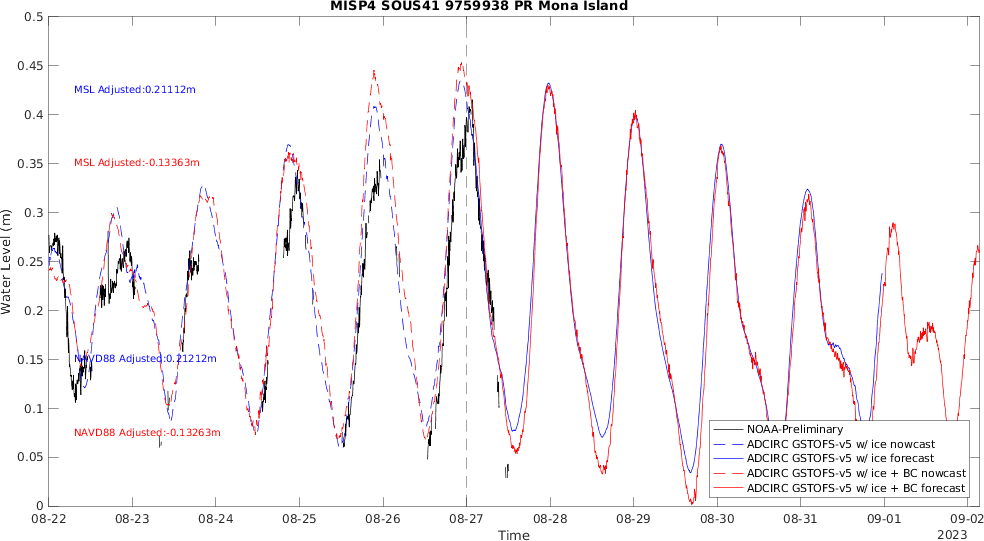 MISP4 SOUS41 9759938 PR Mona Island
0.5
0.45
MSL Adjusted:0.21112m
0.4
0.35
MSL Adjusted:-0.13363m
0.3
0.25
Water Level (m)
0.2
0.15
NAVD88 Adjusted:0.21212m
0.1
NAVD88 Adjusted:-0.13263m
0.05
0
NOAA-Preliminary
ADCIRC GSTOFS-v5 w/ ice nowcast
ADCIRC GSTOFS-v5 w/ ice forecast
ADCIRC GSTOFS-v5 w/ ice + BC nowcast
ADCIRC GSTOFS-v5 w/ ice + BC forecast
08-22 08-23 08-24 08-25 08-26 08-27 08-28 08-29 08-30 08-31 09-01 09-02
Time
2023